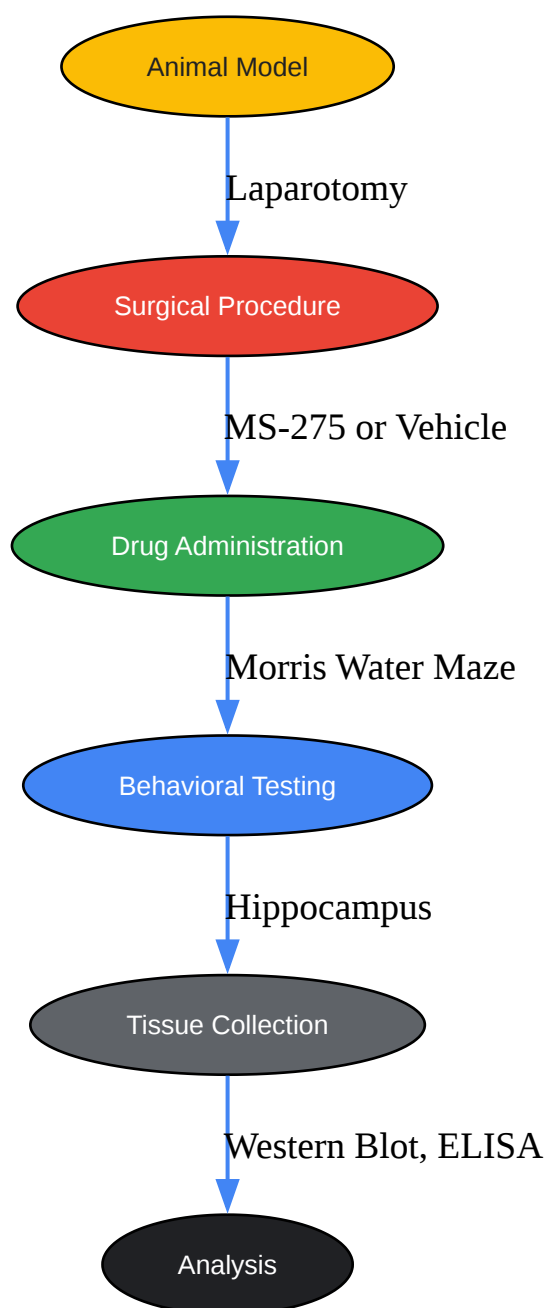 Animal Model
Laparotomy
Surgical Procedure
MS-275 or Vehicle
Drug Administration
Morris Water Maze
Behavioral Testing
Hippocampus
Tissue Collection
Western Blot, ELISA
Analysis